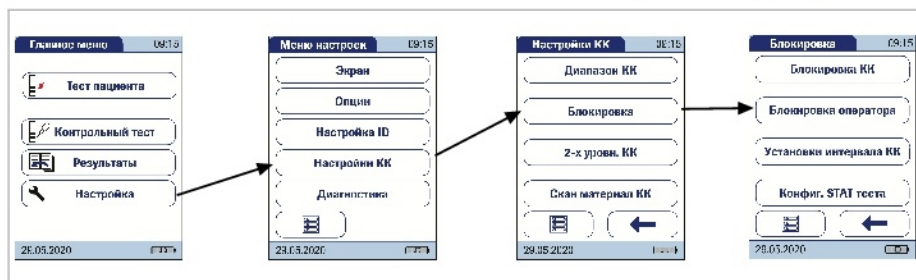 Главное меню 09:15
Тест пациента
Контрольный тест
Результаты
Настройка
29.05.2020
Меню настроек 09:15
Экран
Опции
Настройка ID
Настройки КК
Диагностика
29.05.2020
Настройки КК 09:15
Диапазон КК
Блокировка
2-х уровн. КК
Скан материал КК
29.05.2020
Блокировка 09:15
Блокировка КК
Блокировка оператора
Установки интервала КК
Конфиг. STAT теста
29.05.2020